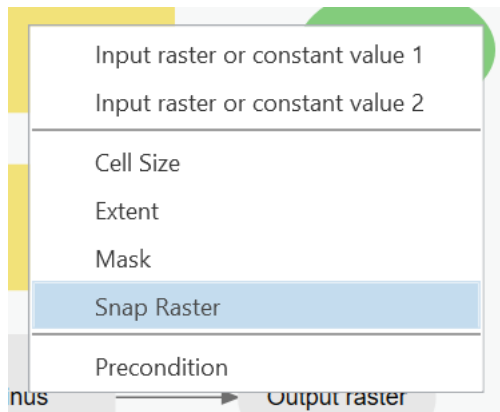 Input raster or constant value 1
Input raster or constant value 2
Cell Size
Extent
Mask
Snap Raster
Precondition
nus
Output raster